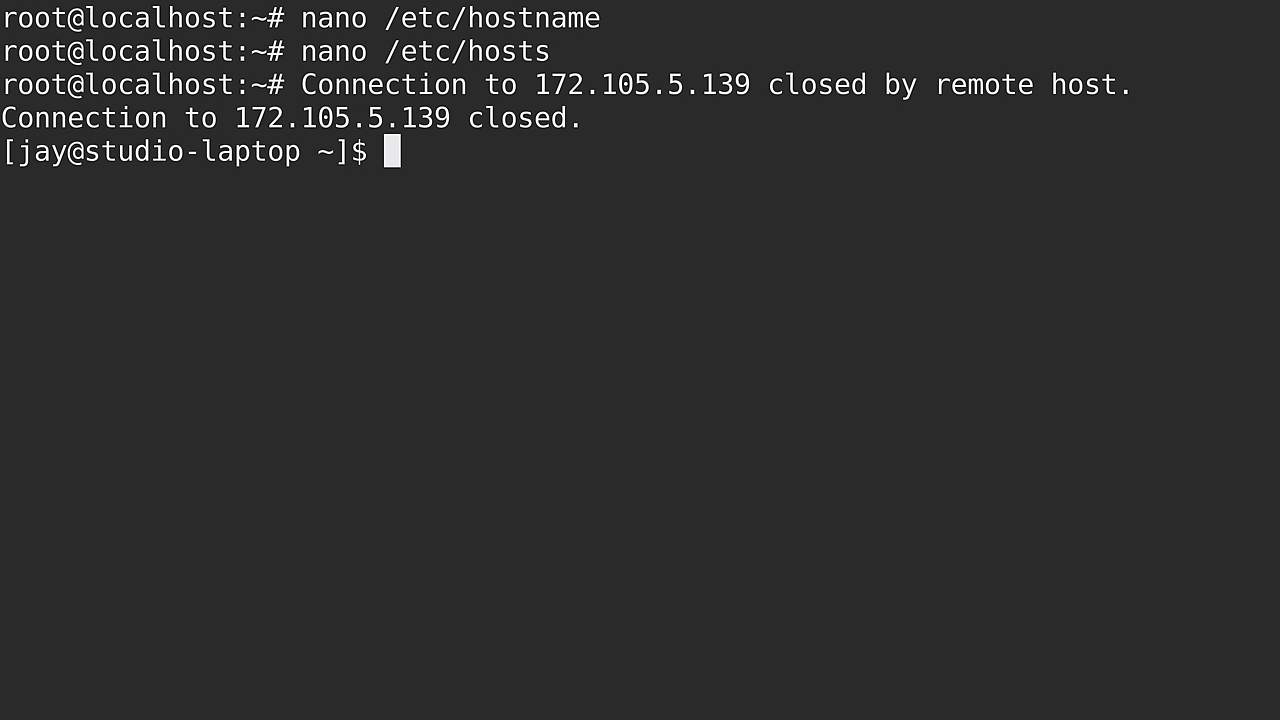 root@localhost:~# nano /etc/hostname
root@localhost:~# nano /etc/hosts
root@localhost:~# Connection to 172.105.5.139 closed by remote host.
Connection to 172.105.5.139 closed.
[jay@studio-laptop ~]$